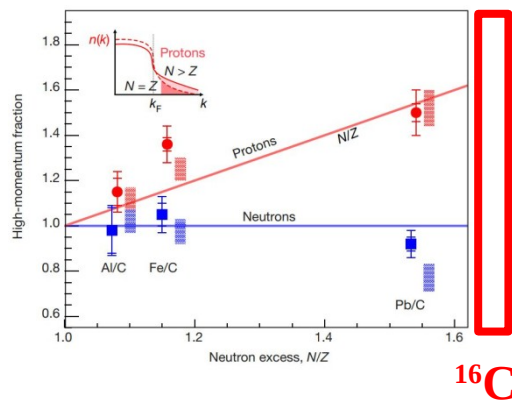 1.8
1.6
1.4
1.2
1.0
0.8
0.6
High-momentum fraction
n(k)
Protons
N > Z
N = Z
k_F
k
Protons
N/Z
Neutrons
Al/C
Fe/C
Pb/C
1.0
1.2
1.4
1.6
Neutron excess, N/Z
¹⁶C